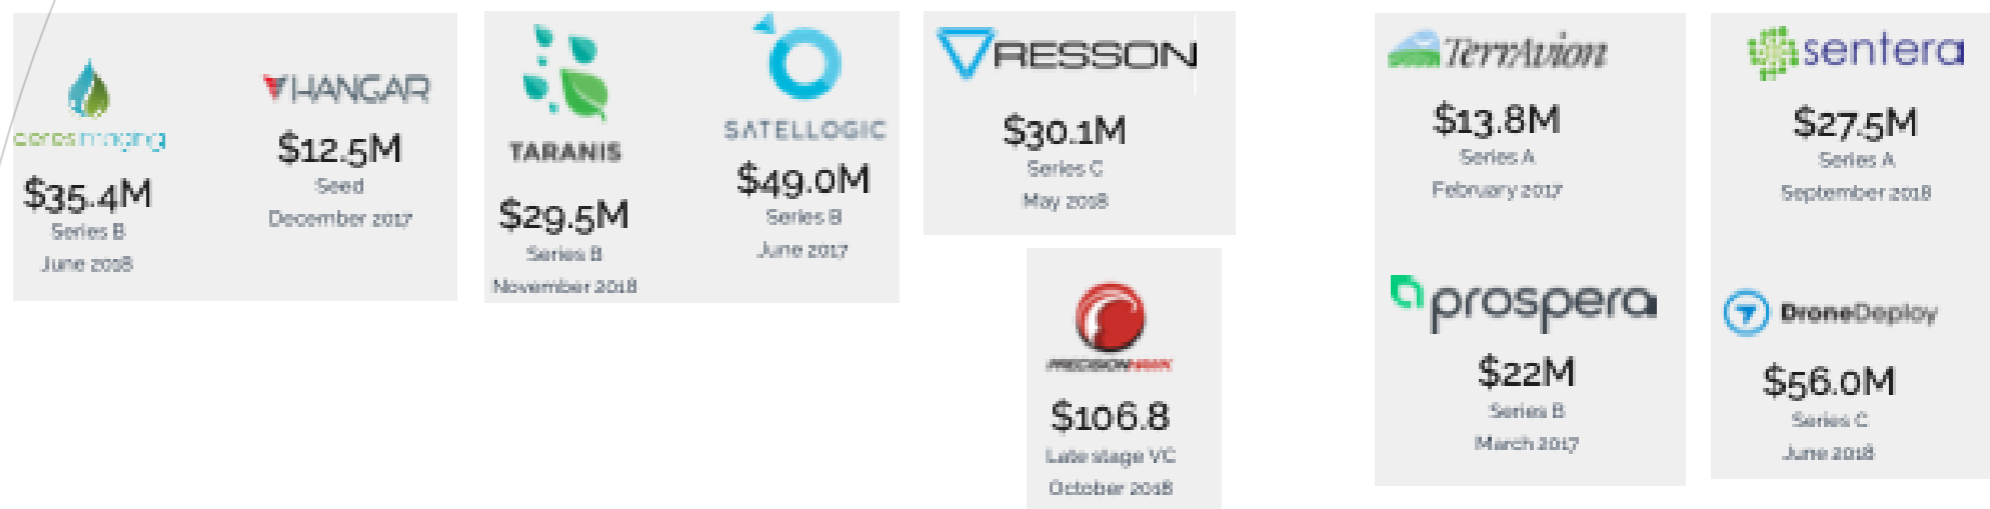 ceresimaging
$35.4M
Series B
June 2018
HANGAR
$12.5M
Seed
December 2017
TARANIS
$29.5M
Series B
November 2018
SATELLOGIC
$49.0M
Series B
June 2017
RESSON
$30.1M
Series C
May 2018
PRECISIONHAWK
$106.8
Late stage VC
October 2018
TerrAvion
$13.8M
Series A
February 2017
prospera
$22M
Series B
March 2017
sentera
$27.5M
Series A
September 2018
DroneDeploy
$56.0M
Series C
June 2018